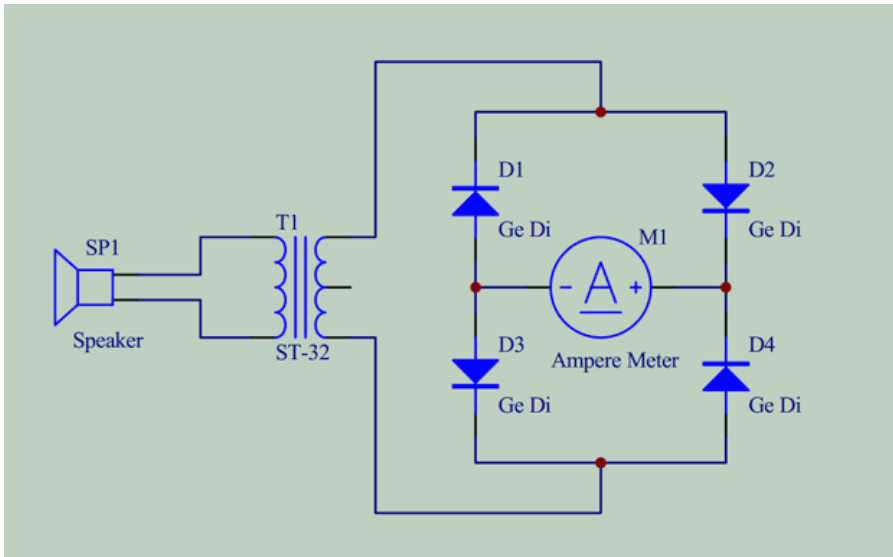 SP1
Speaker
T1
ST-32
D1
Ge Di
D2
Ge Di
M1
- A +
Ampere Meter
D3
Ge Di
D4
Ge Di